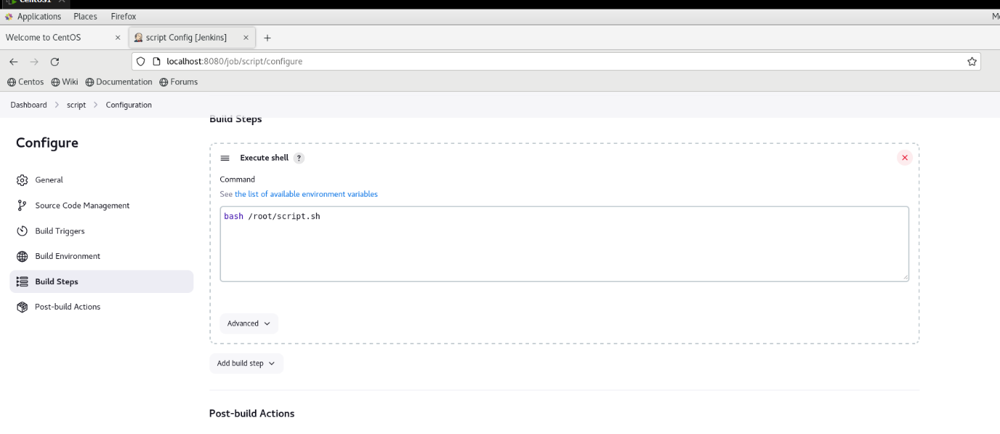 Centos1
Applications Places Firefox
Welcome to CentOS × script Config [Jenkins] × +
localhost:8080/job/script/configure
Centos Wiki Documentation Forums
Dashboard > script > Configuration
Build Steps
Configure
General
Source Code Management
Build Triggers
Build Environment
Build Steps
Post-build Actions
Execute shell ?
Command
See the list of available environment variables
bash /root/script.sh
Advanced
Add build step
Post-build Actions